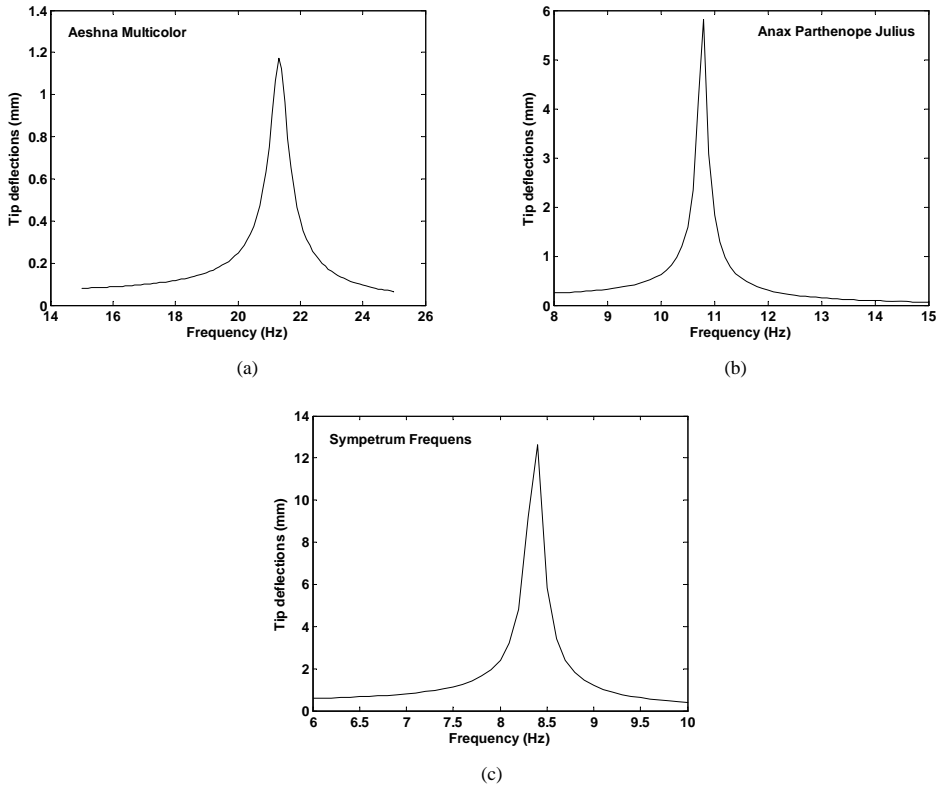 Aeshna Multicolor
Tip deflections (mm)
1.4
1.2
1
0.8
0.6
0.4
0.2
0
14 16 18 20 22 24 26
Frequency (Hz)
(a)
Anax Parthenope Julius
Tip deflections (mm)
6
5
4
3
2
1
0
8 9 10 11 12 13 14 15
Frequency (Hz)
(b)
Sympetrum Frequens
Tip deflections (mm)
14
12
10
8
6
4
2
0
6 6.5 7 7.5 8 8.5 9 9.5 10
Frequency (Hz)
(c)